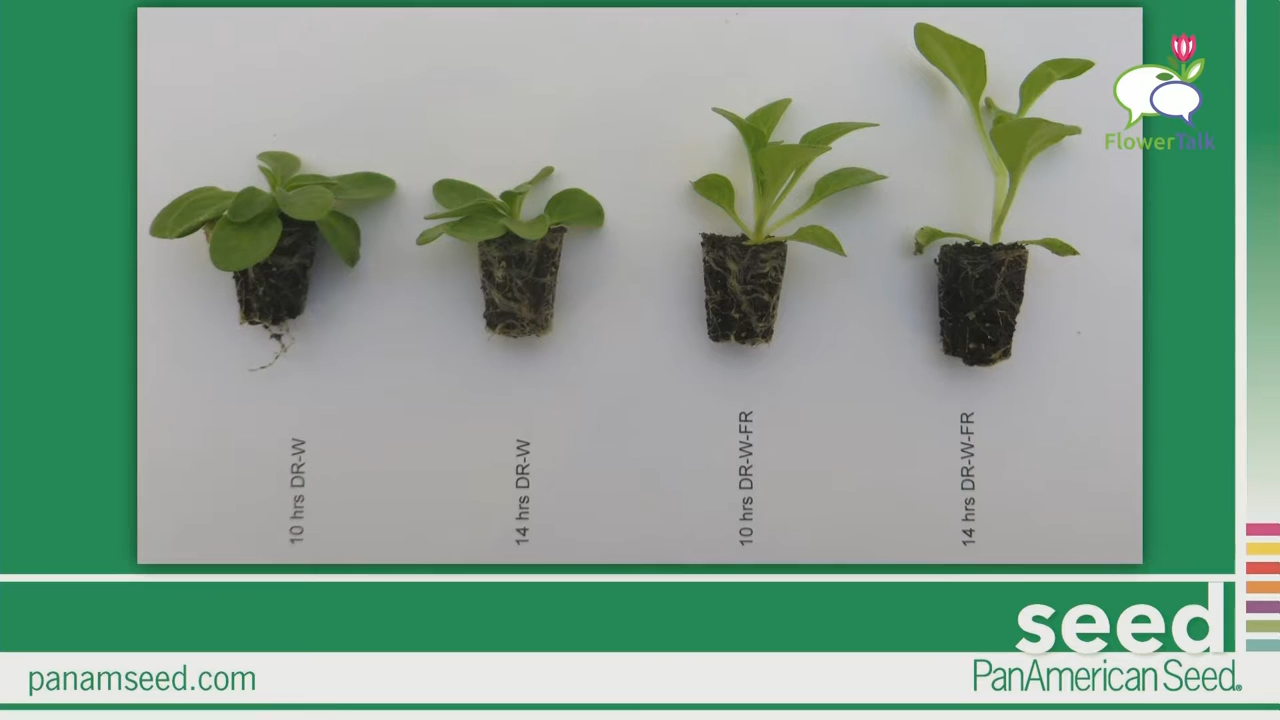 FlowerTalk
10 hrs DR-W
14 hrs DR-W
10 hrs DR-W-FR
14 hrs DR-W-FR
seed
panamseed.com
PanAmerican Seed®